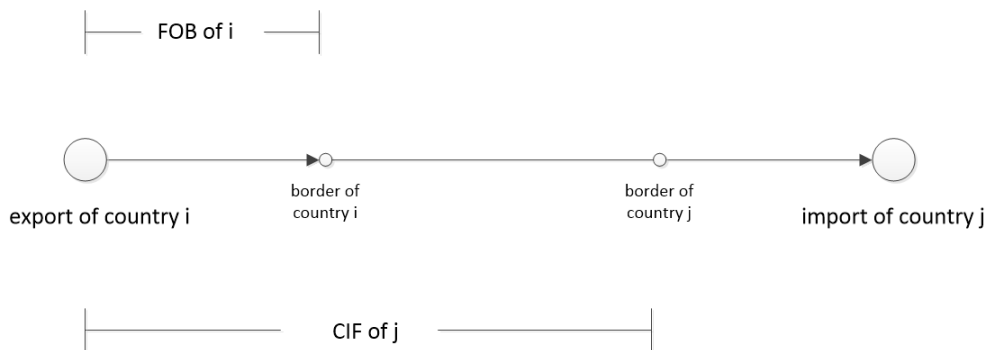 FOB of i
border of
country i
border of
country j
export of country i
import of country j
CIF of j